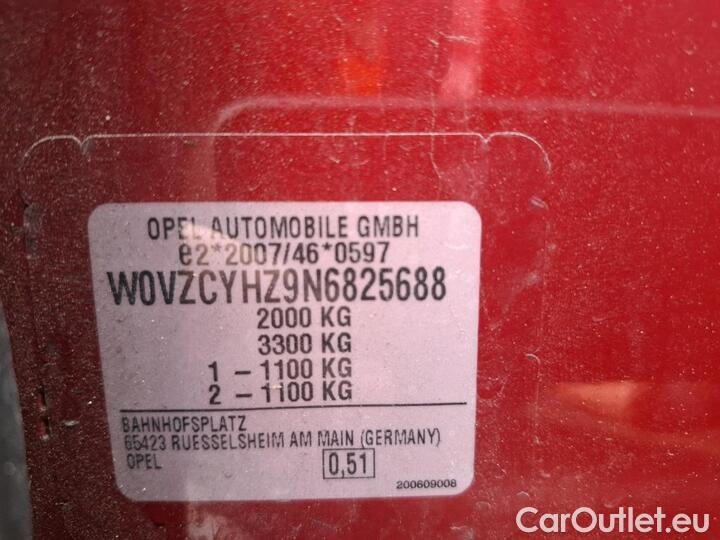 OPEL AUTOMOBILE GMBH
e2*2007/46*0597
W0VZCYHZ9N6825688
2000 KG
3300 KG
1 – 1100 KG
2 – 1100 KG
BAHNHOFSPLATZ
65423 RUESSELSHEIM AM MAIN (GERMANY)
OPEL 0,51
200609008
CarOutlet.eu